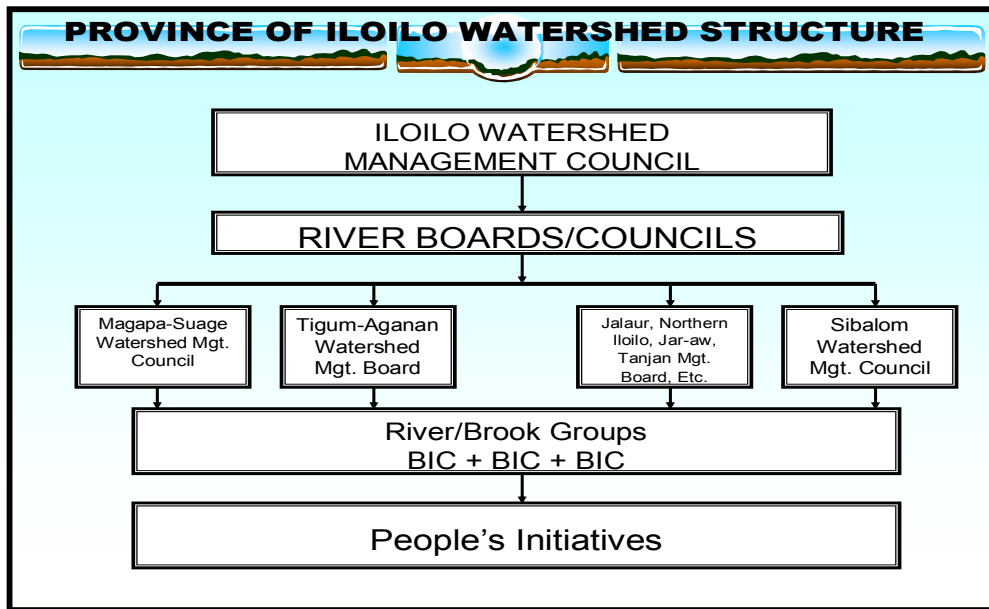 PROVINCE OF ILOILO WATERSHED STRUCTURE
ILOILO WATERSHED
MANAGEMENT COUNCIL
RIVER BOARDS/COUNCILS
Magapa-Suage
Watershed Mgt.
Council
Tigum-Aganan
Watershed
Mgt. Board
Jalaur, Northern
Iloilo, Jar-aw,
Tanjan Mgt.
Board, Etc.
Sibalom
Watershed
Mgt. Council
River/Brook Groups
BIC + BIC + BIC
People’s Initiatives